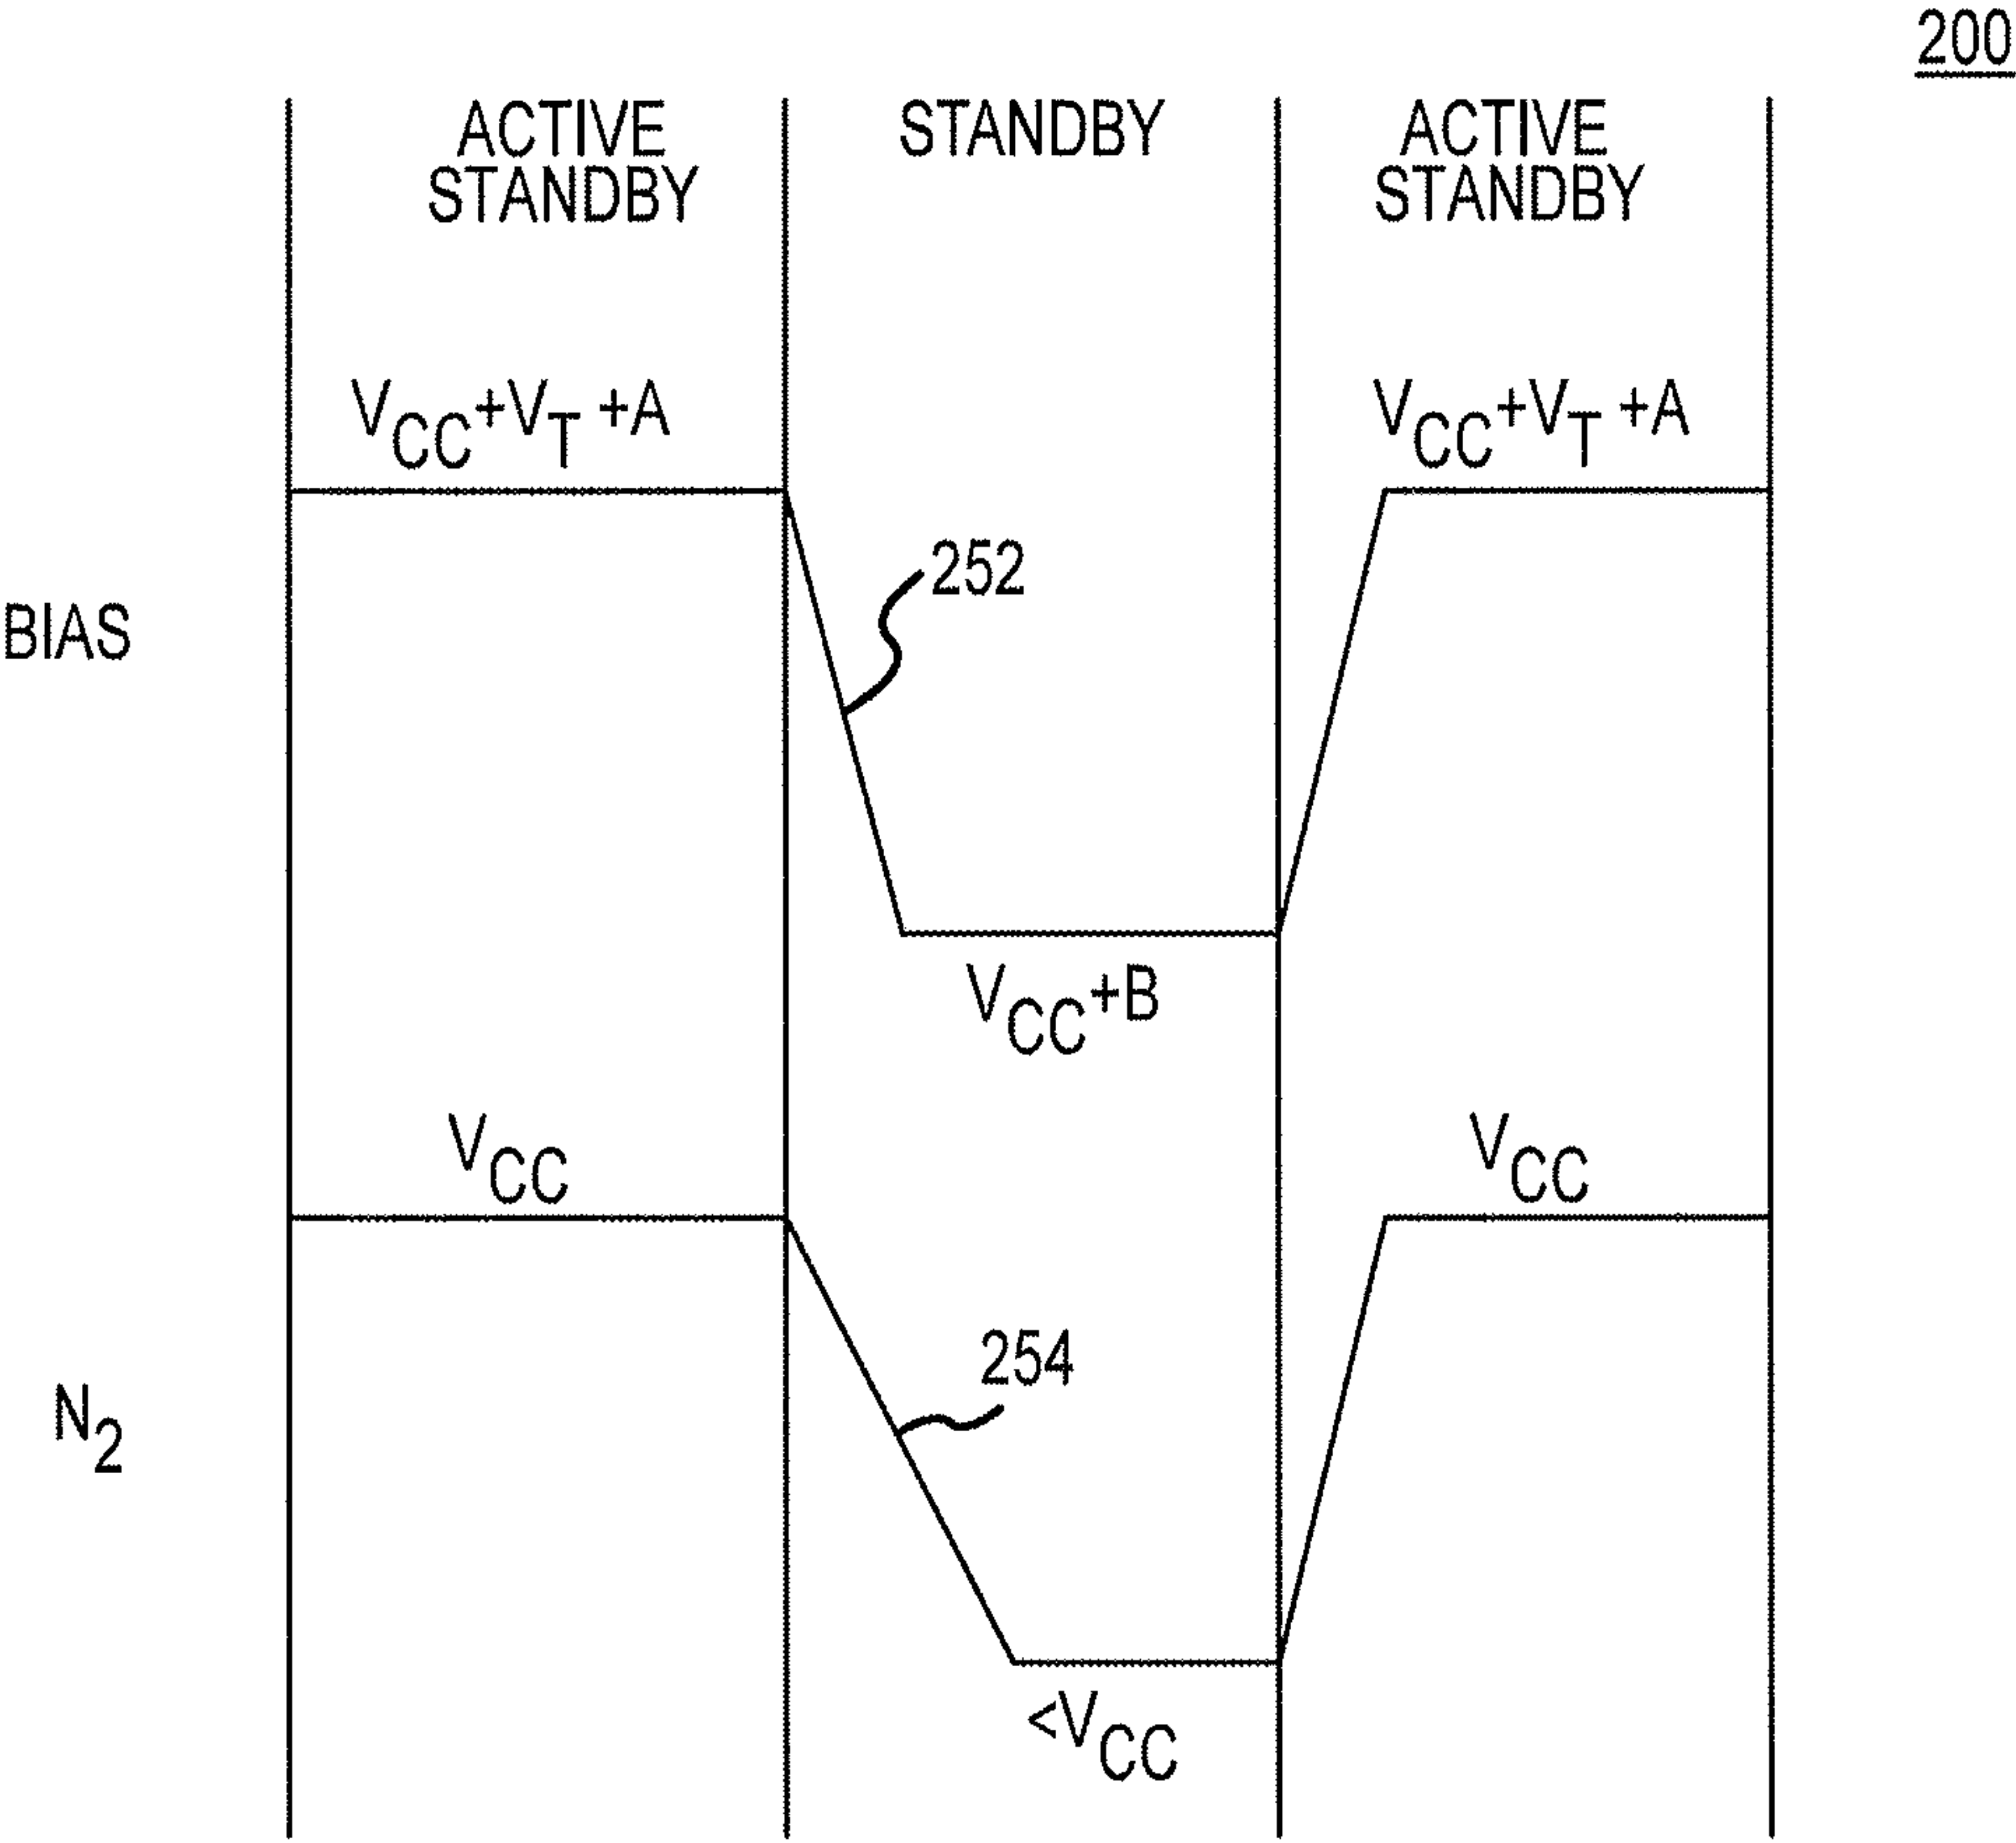 200
ACTIVE
STANDBY
STANDBY
ACTIVE
STANDBY
VCC+VT+A
VCC+VT+A
252
BIAS
VCC+B
VCC
VCC
254
N2
<VCC